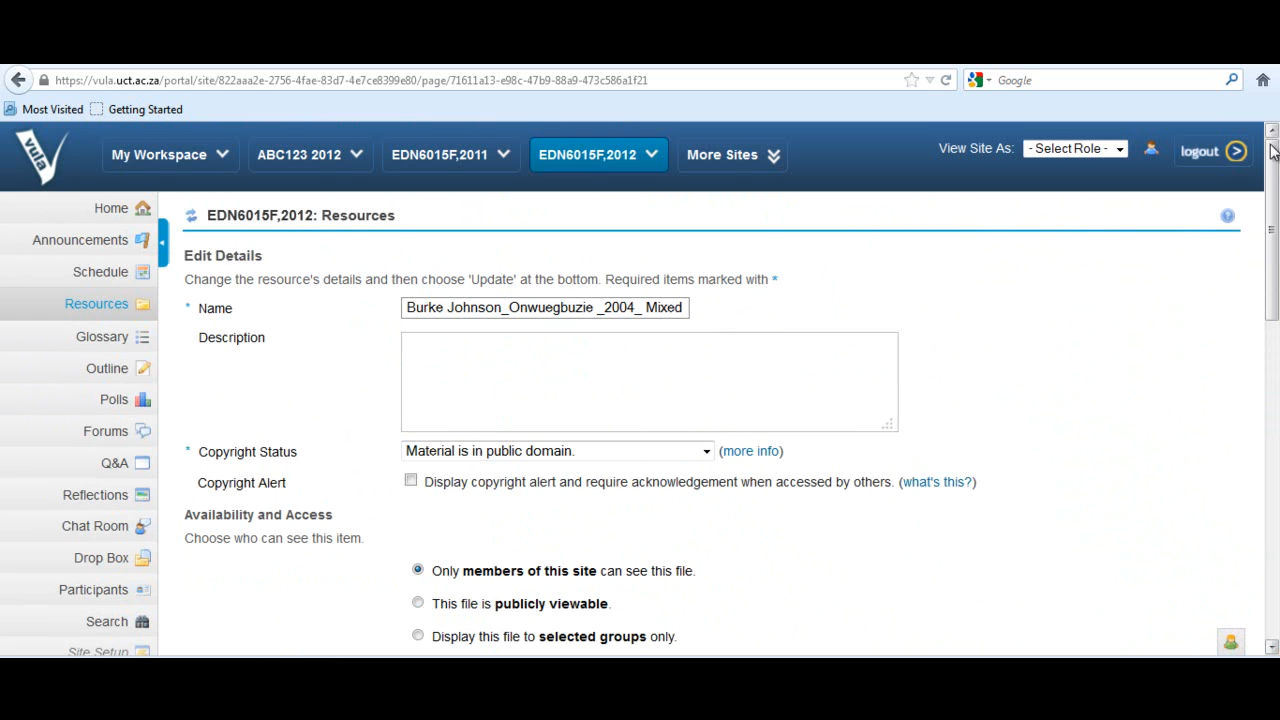 https://vula.uct.ac.za/portal/site/822aaa2e-2756-4fae-83d7-4e7ce8399e80/page/71611a13-e98c-47b9-88a9-473c586a1f21
Google
Most Visited Getting Started
vula
My Workspace ABC123 2012 EDN6015F,2011 EDN6015F,2012 More Sites
View Site As: - Select Role - logout
Home
Announcements
Schedule
Resources
Glossary
Outline
Polls
Forums
Q&A
Reflections
Chat Room
Drop Box
Participants
Search
Site Setup
EDN6015F,2012: Resources
Edit Details
Change the resource's details and then choose 'Update' at the bottom. Required items marked with *
* Name Burke Johnson_Onwuegbuzie _2004_ Mixed
Description
* Copyright Status Material is in public domain. (more info)
Copyright Alert Display copyright alert and require acknowledgement when accessed by others. (what's this?)
Availability and Access
Choose who can see this item.
Only members of this site can see this file.
This file is publicly viewable.
Display this file to selected groups only.